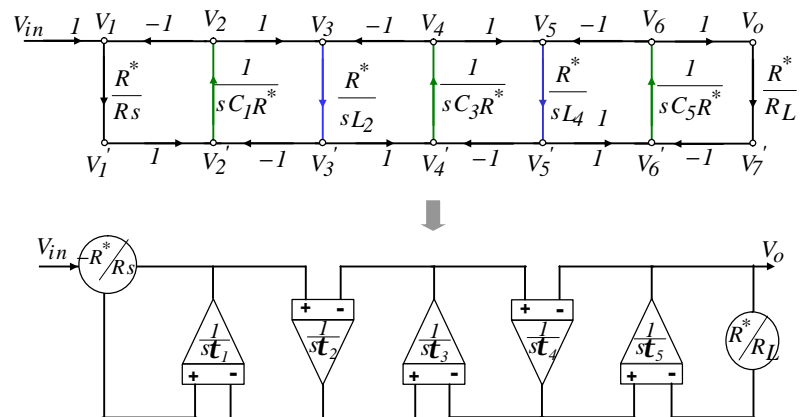 V_in 1 V_1 -1 V_2 1 V_3 -1 V_4 1 V_5 -1 V_6 1 V_o
R^*/Rs 1/sC_1R^* R^*/sL_2 1/sC_3R^* R^*/sL_4 1/sC_5R^* R^*/R_L
V_1' 1 V_2' -1 V_3' 1 V_4' -1 V_5' 1 1 V_6' -1 V_7'
V_in -R^*/Rs V_o
+ - + -
1/st_1 1/st_2 1/st_3 1/st_4 1/st_5 R^*/R_L
+ - + - + -